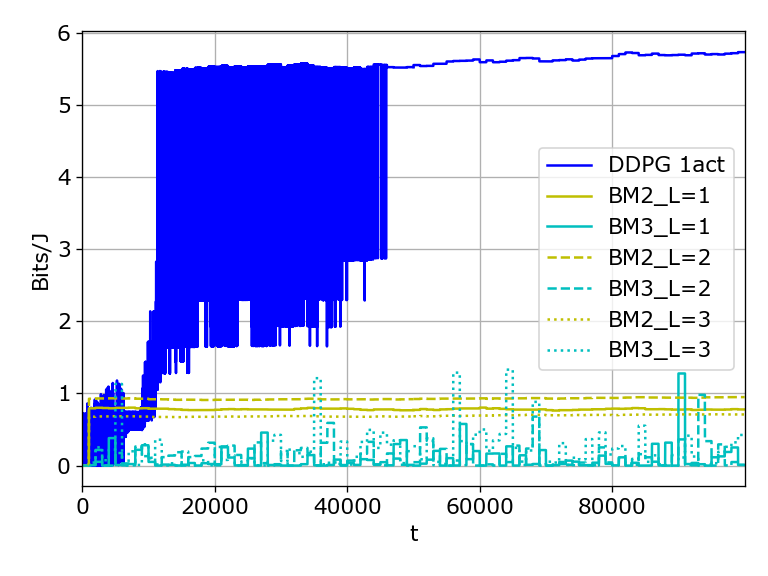 6
5
4
3
2
1
0
Bits/J
DDPG 1act
BM2_L=1
BM3_L=1
BM2_L=2
BM3_L=2
BM2_L=3
BM3_L=3
0 20000 40000 60000 80000
t